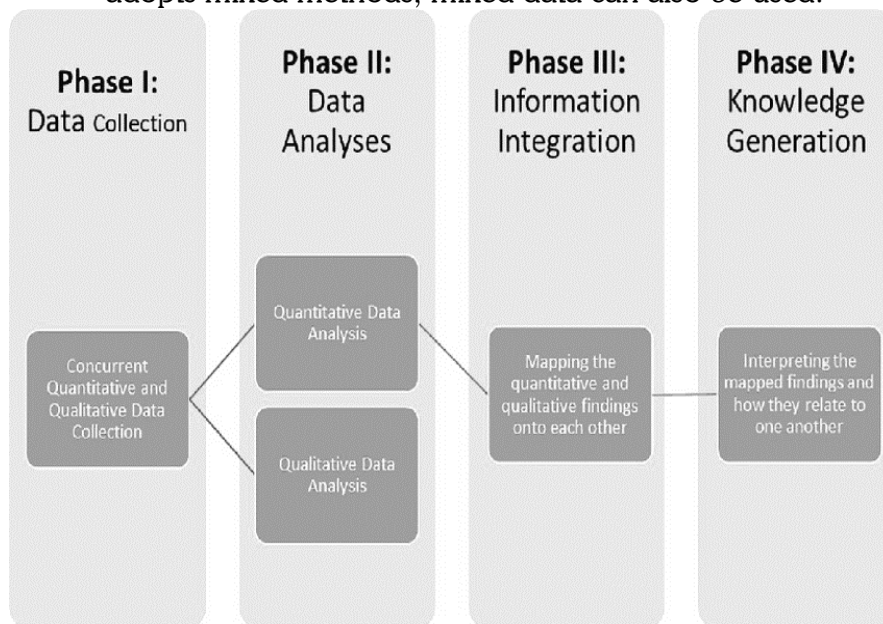 adopts mixed methods, mixed data can also be used.
Phase I:
Data Collection
Phase II:
Data
Analyses
Phase III:
Information
Integration
Phase IV:
Knowledge
Generation
Concurrent
Quantitative and
Qualitative Data
Collection
Quantitative Data
Analysis
Qualitative Data
Analysis
Mapping the
quantitative and
qualitative findings
onto each other
Interpreting the
mapped findings and
how they relate to
one another